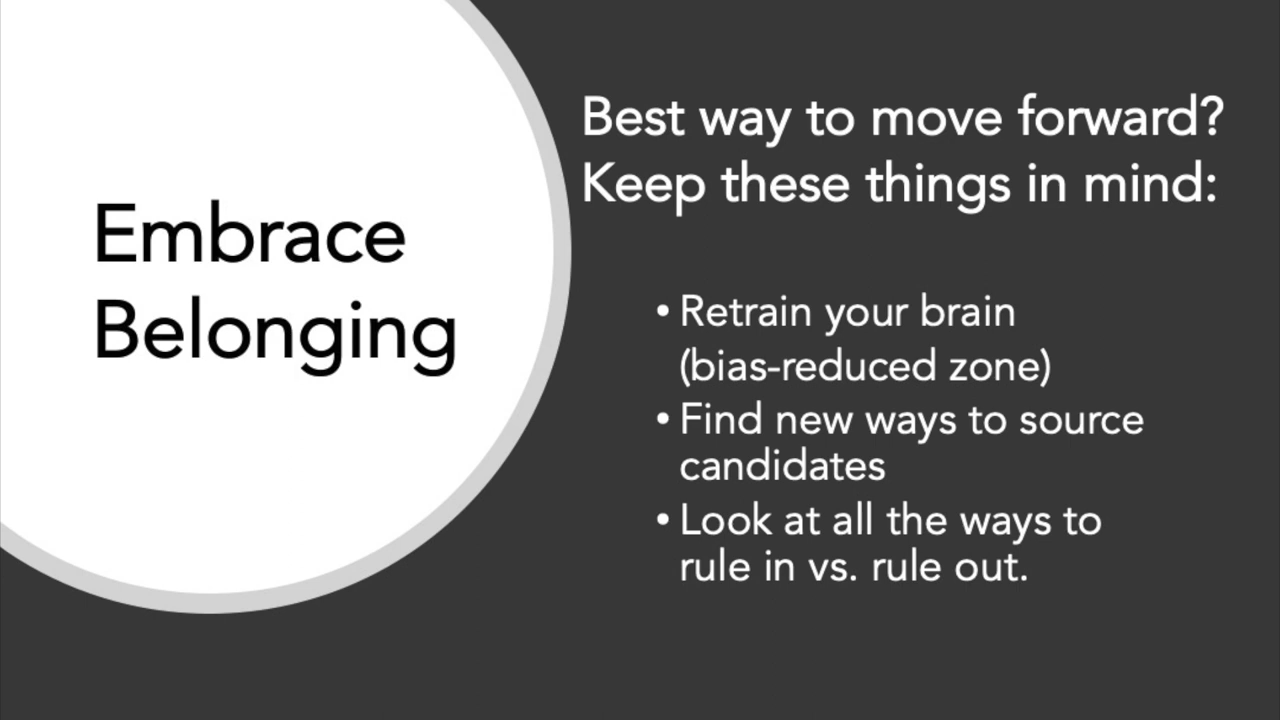 Embrace
Belonging
Best way to move forward?
Keep these things in mind:
• Retrain your brain
(bias-reduced zone)
• Find new ways to source
candidates
• Look at all the ways to
rule in vs. rule out.